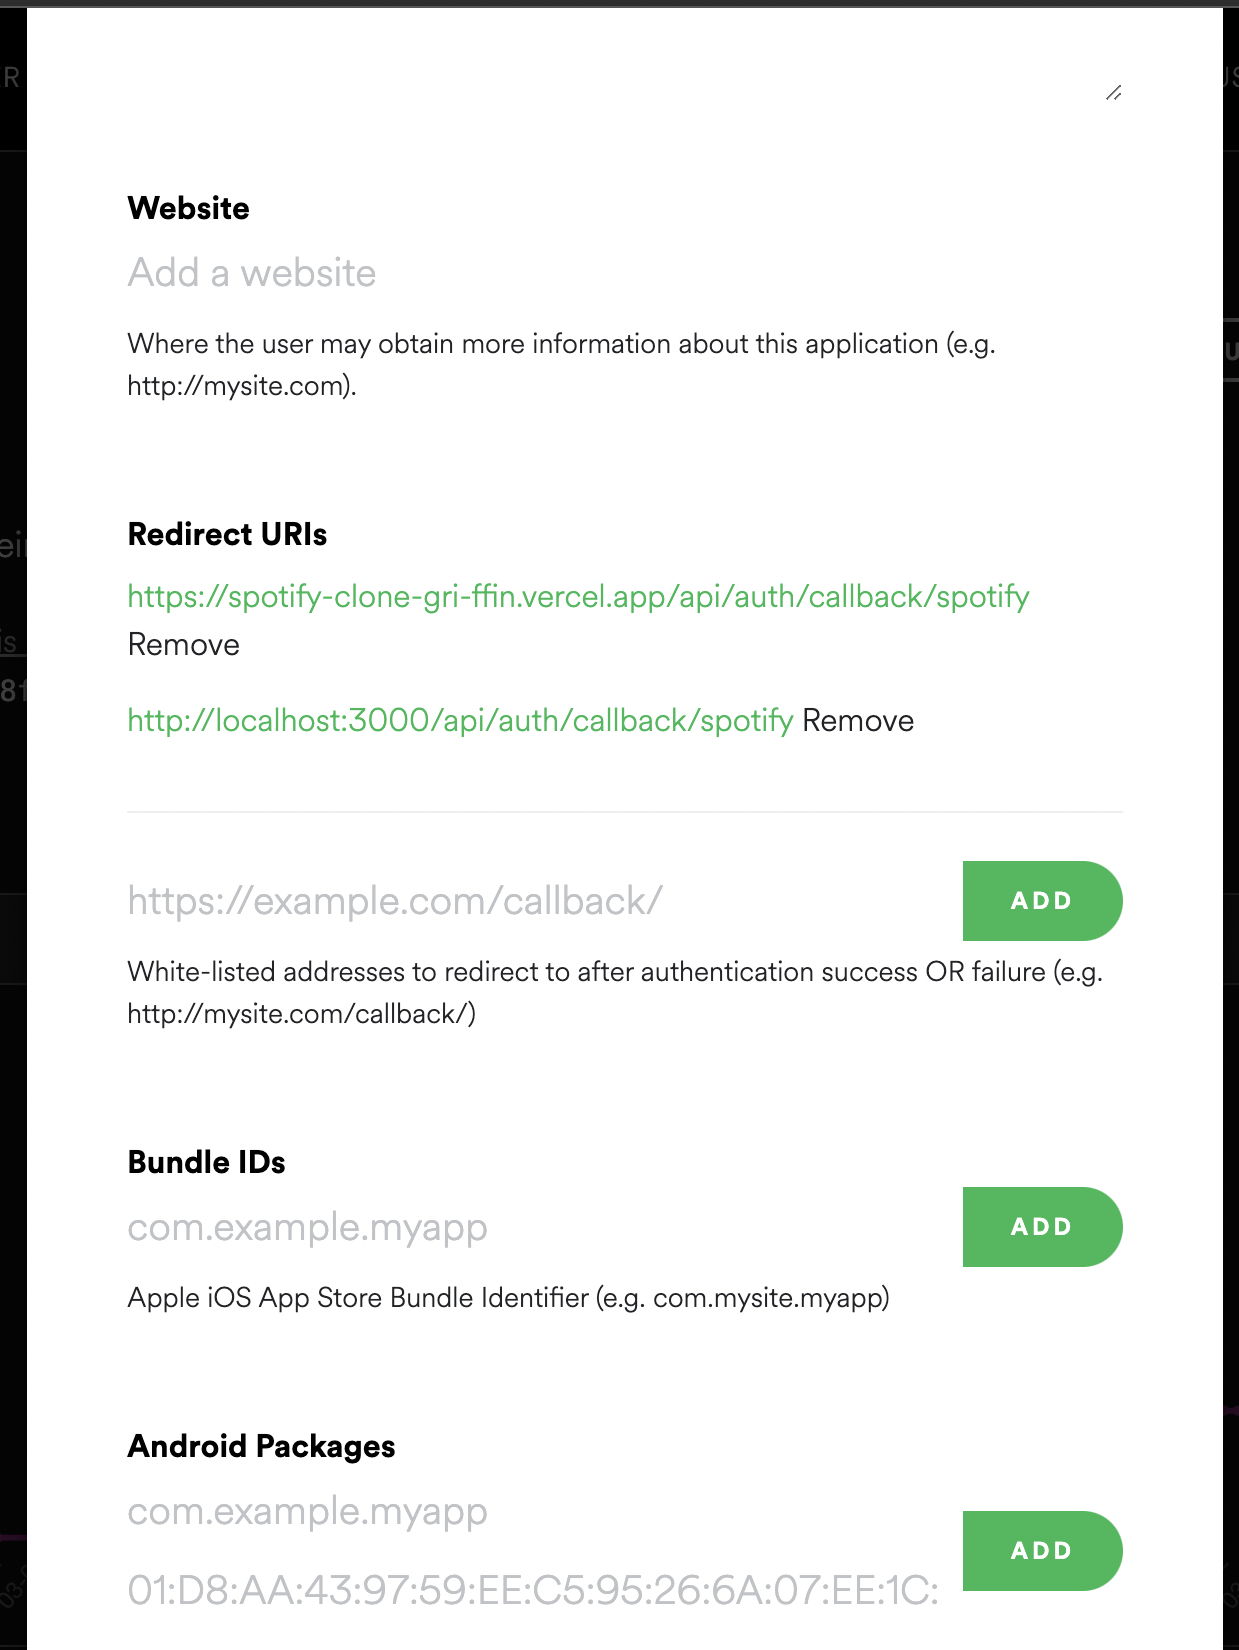 Website
Add a website
Where the user may obtain more information about this application (e.g.
http://mysite.com).
Redirect URIs
https://spotify-clone-gri-ffin.vercel.app/api/auth/callback/spotify
Remove
http://localhost:3000/api/auth/callback/spotify Remove
https://example.com/callback/
ADD
White-listed addresses to redirect to after authentication success OR failure (e.g.
http://mysite.com/callback/)
Bundle IDs
com.example.myapp
ADD
Apple iOS App Store Bundle Identifier (e.g. com.mysite.myapp)
Android Packages
com.example.myapp
ADD
01:D8:AA:43:97:59:EE:C5:95:26:6A:07:EE:1C: